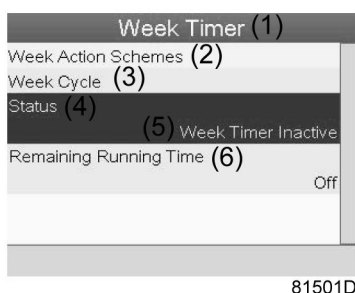 Week Timer (1)
Week Action Schemes (2)
Week Cycle (3)
Status (4)
(5) Week Timer Inactive
Remaining Running Time (6)
Off
81501D